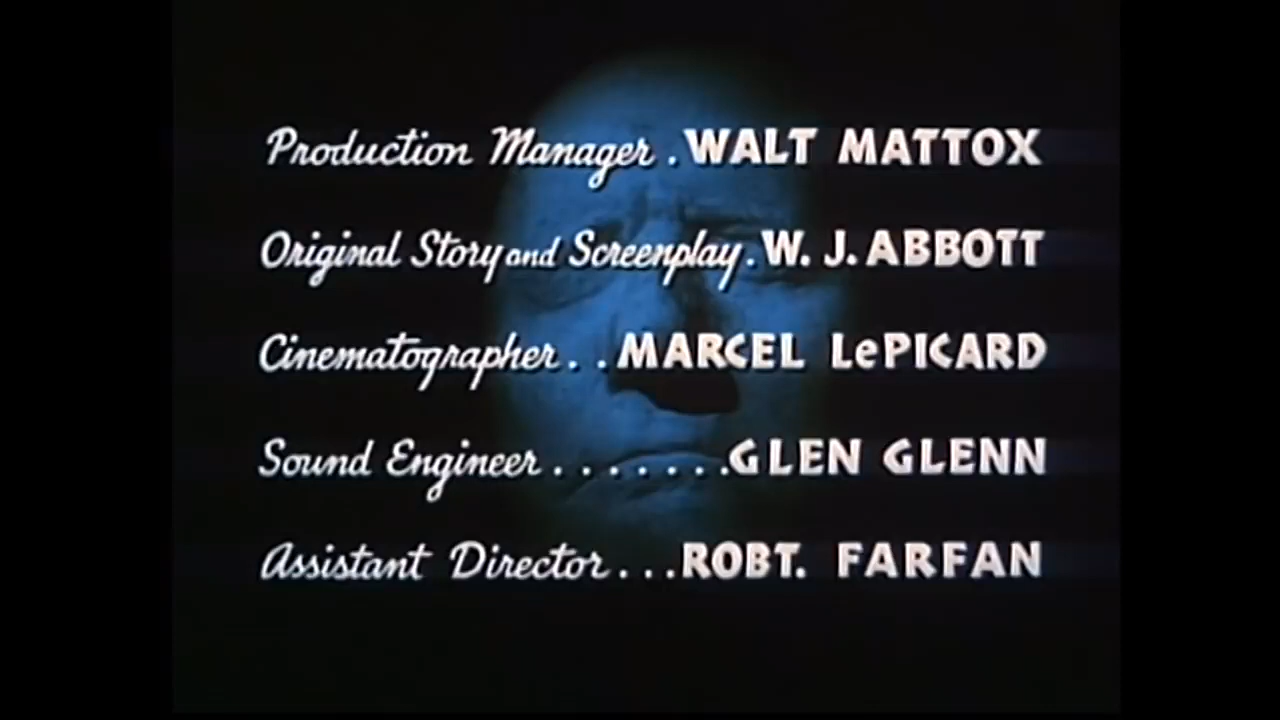 Production Manager . WALT MATTOX
Original Story and Screenplay . W. J. ABBOTT
Cinematographer . . MARCEL LePICARD
Sound Engineer . . . . . . . GLEN GLENN
Assistant Director . . . ROBT. FARFAN